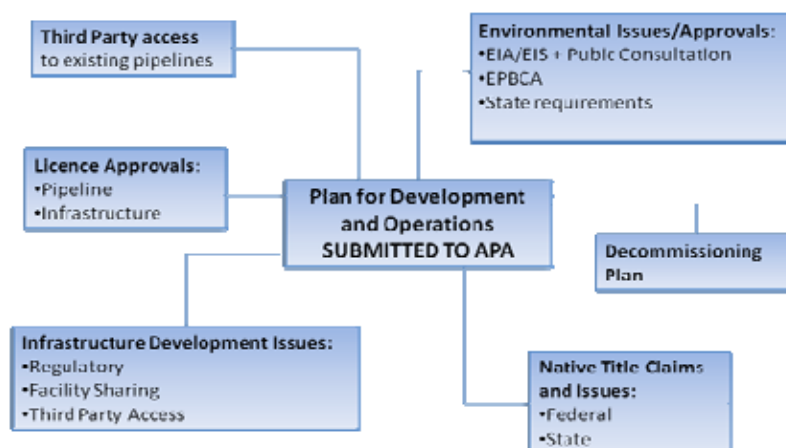 Third Party access
to existing pipelines
Environmental Issues/Approvals:
•EIA/EIS + Public Consultation
•EPBCA
•State requirements
Licence Approvals:
•Pipeline
•Infrastructure
Plan for Development
and Operations
SUBMITTED TO APA
Decommissioning
Plan
Infrastructure Development Issues:
•Regulatory
•Facility Sharing
•Third Party Access
Native Title Claims
and Issues:
•Federal
•State